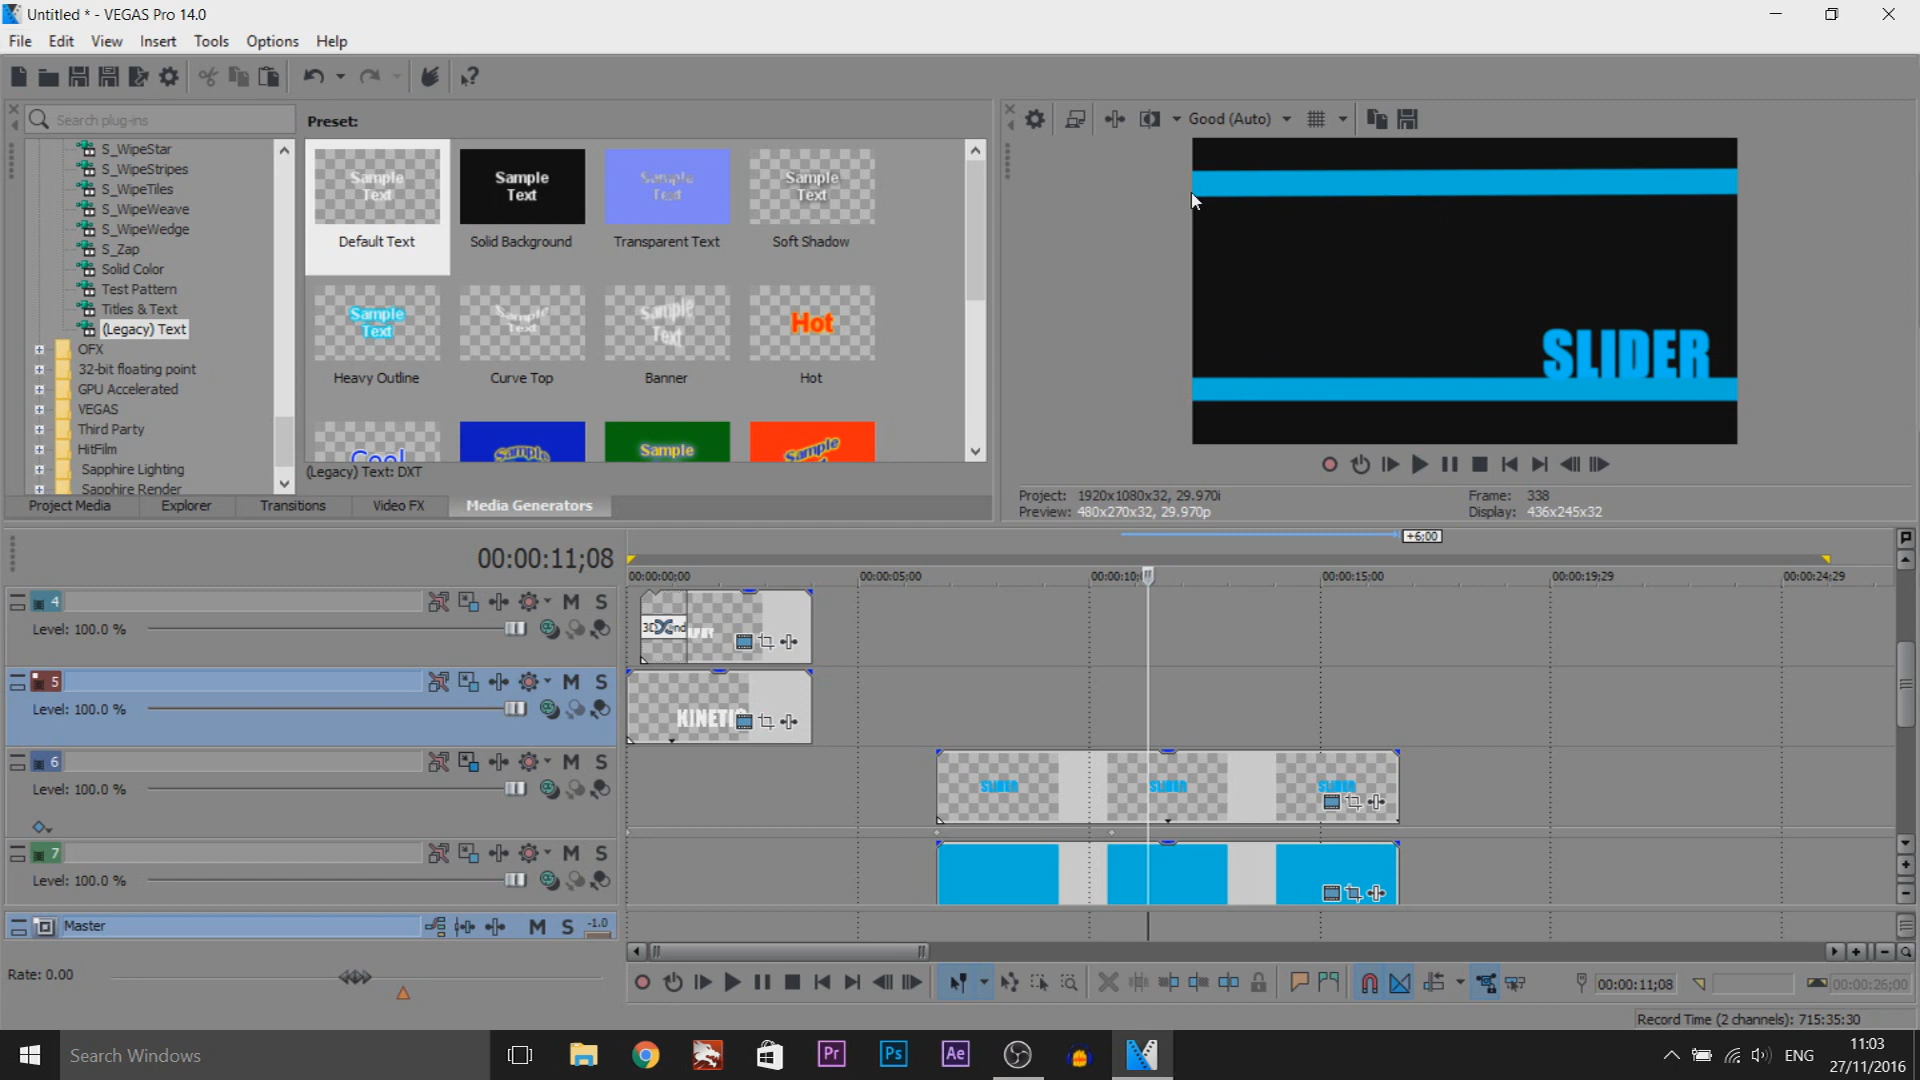 Untitled * - VEGAS Pro 14.0
File Edit View Insert Tools Options Help
Search plug-ins
Preset:
Good (Auto)
S_WipeStar
S_WipeStripes
S_WipeTiles
S_WipeWeave
S_WipeWedge
S_Zap
Solid Color
Test Pattern
Titles & Text
(Legacy) Text
OFX
32-bit floating point
GPU Accelerated
VEGAS
Third Party
HitFilm
Sapphire Lighting
Sapphire Render
Sample
Text
Default Text
Sample
Text
Solid Background
Sample
Text
Transparent Text
Sample
Text
Soft Shadow
Sample
Text
Heavy Outline
Sample
Text
Curve Top
Sample
Text
Banner
Hot
Hot
Cool
Sample
Sample
Sample
(Legacy) Text: DXT
Project Media Explorer Transitions Video FX Media Generators
SLIDER
Project: 1920x1080x32, 29.970i
Preview: 480x270x32, 29.970p
Frame: 338
Display: 436x245x32
+6:00
00:00:11;08
00:00:00;00 00:00:05;00 00:00:10; 00:00:15;00 00:00:19;29 00:00:24;29
4 M S
Level: 100.0 %
5 M S
Level: 100.0 %
KINETIC
6 M S
Level: 100.0 %
SLIDER SLIDER SLIDER
7 M S
Level: 100.0 %
Master M S -1.0
Rate: 0.00
00:00:11;08
00:00:26;00
Record Time (2 channels): 715:35:30
Search Windows
Pr Ps Ae
ENG
11:03
27/11/2016